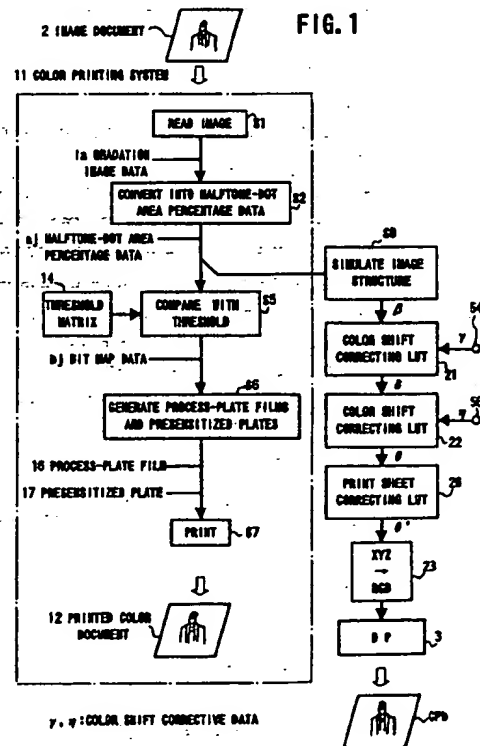 FIG. 1
2 IMAGE DOCUMENT
11 COLOR PRINTING SYSTEM
READ IMAGE
S1
Ia GRADATION
IMAGE DATA
CONVERT INTO HALFTONE-DOT
AREA PERCENTAGE DATA
S2
aj HALFTONE-DOT AREA
PERCENTAGE DATA
14
THRESHOLD
MATRIX
COMPARE WITH
THRESHOLD
S5
bj BIT MAP DATA
S6
GENERATE PROCESS-PLATE FILMS
AND PRESENSITIZED PLATES
16 PROCESS-PLATE FILM
17 PRESENSITIZED PLATE
PRINT
S7
12 PRINTED COLOR
DOCUMENT
SIMULATE IMAGE
STRUCTURE
β
COLOR SHIFT
CORRECTING LUT
21
γ
COLOR SHIFT
CORRECTING LUT
22
θ
PRINT SHEET
CORRECTING LUT
θ'
XYZ
→
RGB
23
D P
3
CPb
: COLOR SHIFT CORRECTIVE DATA